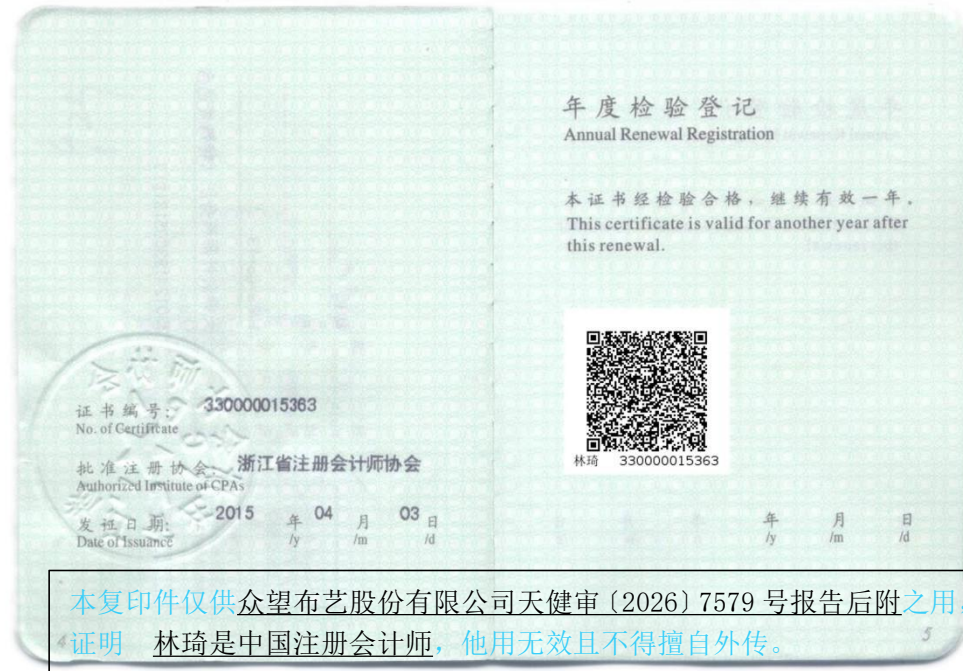 证书编号:
330000015363
No. of Certificate
批准注册协会:
浙江省注册会计师协会
Authorized Institute of CPAs
发证日期:
2015 年 04 月 03 日
Date of Issuance /y /m /d
4
年度检验登记
Annual Renewal Registration
本证书经检验合格，继续有效一年。
This certificate is valid for another year after
this renewal.
林琦 330000015363
年 月 日
/y /m /d
5
本复印件仅供众望布艺股份有限公司天健审〔2026〕7579 号报告后附之用，
证明 林琦是中国注册会计师，他用无效且不得擅自外传。